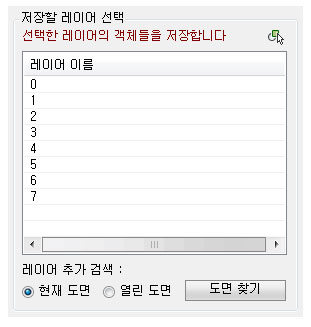 저장할 레이어 선택
선택한 레이어의 객체들을 저장합니다
레이어 이름
0
1
2
3
4
5
6
7
레이어 추가 검색 :
현재 도면 열린 도면 도면 찾기